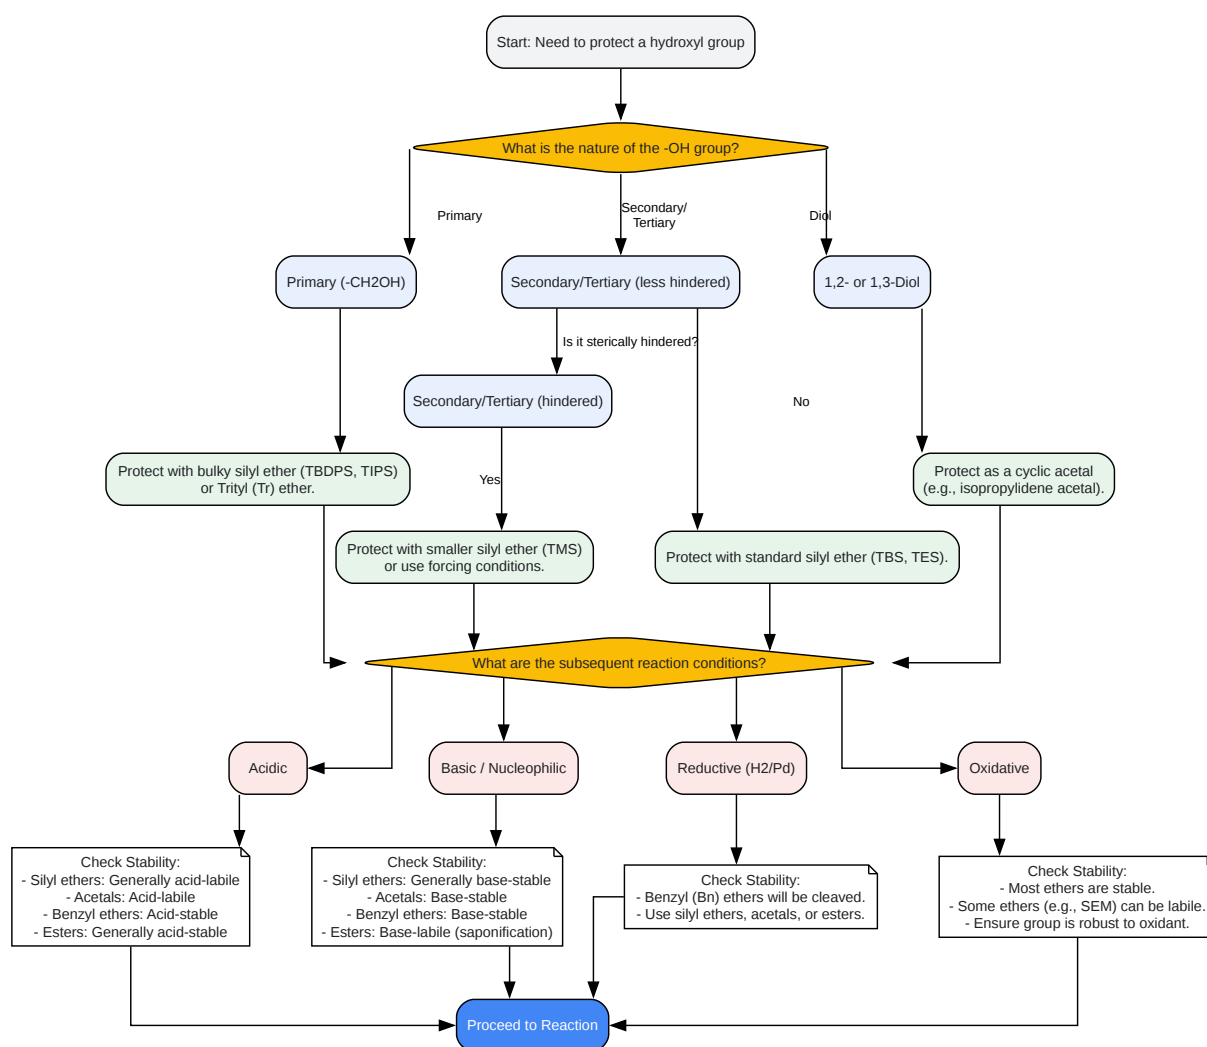 Start: Need to protect a hydroxyl group
What is the nature of the -OH group?
Primary
Secondary/
Tertiary
Diol
Primary (-CH2OH)
Secondary/Tertiary (less hindered)
1,2- or 1,3-Diol
Is it sterically hindered?
Secondary/Tertiary (hindered)
No
Protect with bulky silyl ether (TBDPS, TIPS)
or Trityl (Tr) ether.
Yes
Protect as a cyclic acetal
(e.g., isopropylidene acetal).
Protect with smaller silyl ether (TMS)
or use forcing conditions.
Protect with standard silyl ether (TBS, TES).
What are the subsequent reaction conditions?
Acidic
Basic / Nucleophilic
Reductive (H2/Pd)
Oxidative
Check Stability:
- Silyl ethers: Generally acid-labile
- Acetals: Acid-labile
- Benzyl ethers: Acid-stable
- Esters: Generally acid-stable
Check Stability:
- Silyl ethers: Generally base-stable
- Acetals: Base-stable
- Benzyl ethers: Base-stable
- Esters: Base-labile (saponification)
Check Stability:
- Benzyl (Bn) ethers will be cleaved.
- Use silyl ethers, acetals, or esters.
Check Stability:
- Most ethers are stable.
- Some ethers (e.g., SEM) can be labile.
- Ensure group is robust to oxidant.
Proceed to Reaction